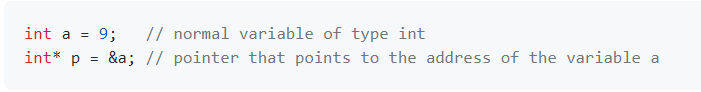 int a = 9;   // normal variable of type int
int* p = &a; // pointer that points to the address of the variable a